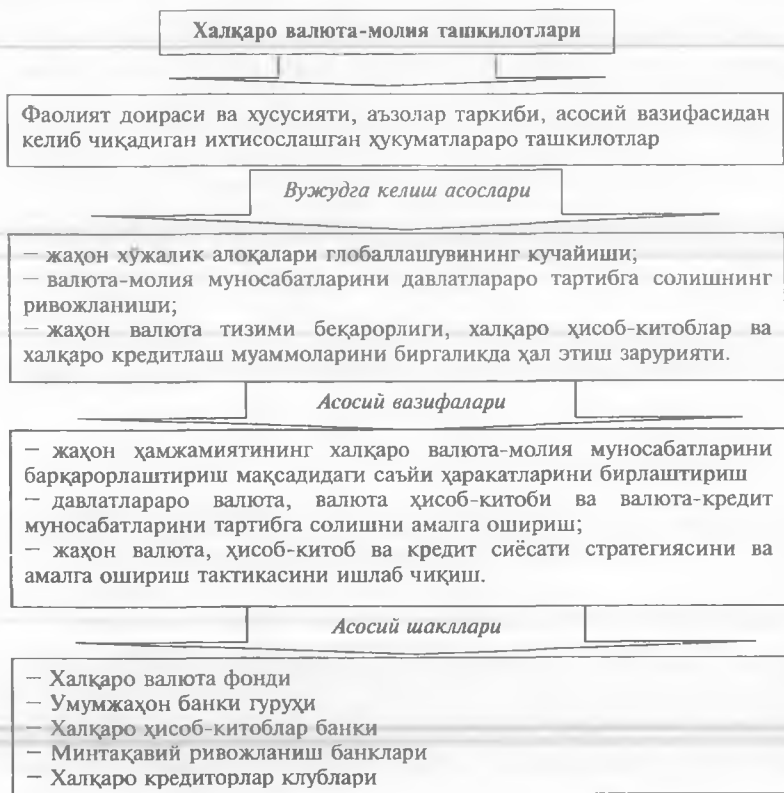 Халқаро валюта-молия ташкилотлари
Фаолият доираси ва хусусияти, аъзолар таркиби, асосий вазифасидан
келиб чиқадиган ихтисослашган ҳукуматлараро ташкилотлар
Вужудга келиш асослари
— жаҳон хўжалик алоқалари глобаллашувининг кучайиши;
— валюта-молия муносабатларини давлатлараро тартибга солишнинг
ривожланиши;
— жаҳон валюта тизими беқарорлиги, халқаро ҳисоб-китоблар ва
халқаро кредитлаш муаммоларини биргаликда ҳал этиш зарурияти.
Асосий вазифалари
— жаҳон ҳамжамиятининг халқаро валюта-молия муносабатларини
барқарорлаштириш мақсадидаги саъйи ҳаракатларини бирлаштириш
— давлатлараро валюта, валюта ҳисоб-китоби ва валюта-кредит
муносабатларини тартибга солишни амалга ошириш;
— жаҳон валюта, ҳисоб-китоб ва кредит сиёсати стратегиясини ва
амалга ошириш тактикасини ишлаб чиқиш.
Асосий шакллари
— Халқаро валюта фонди
— Умумжаҳон банки гуруҳи
— Халқаро ҳисоб-китоблар банки
— Минтақавий ривожланиш банклари
— Халқаро кредиторлар клублари